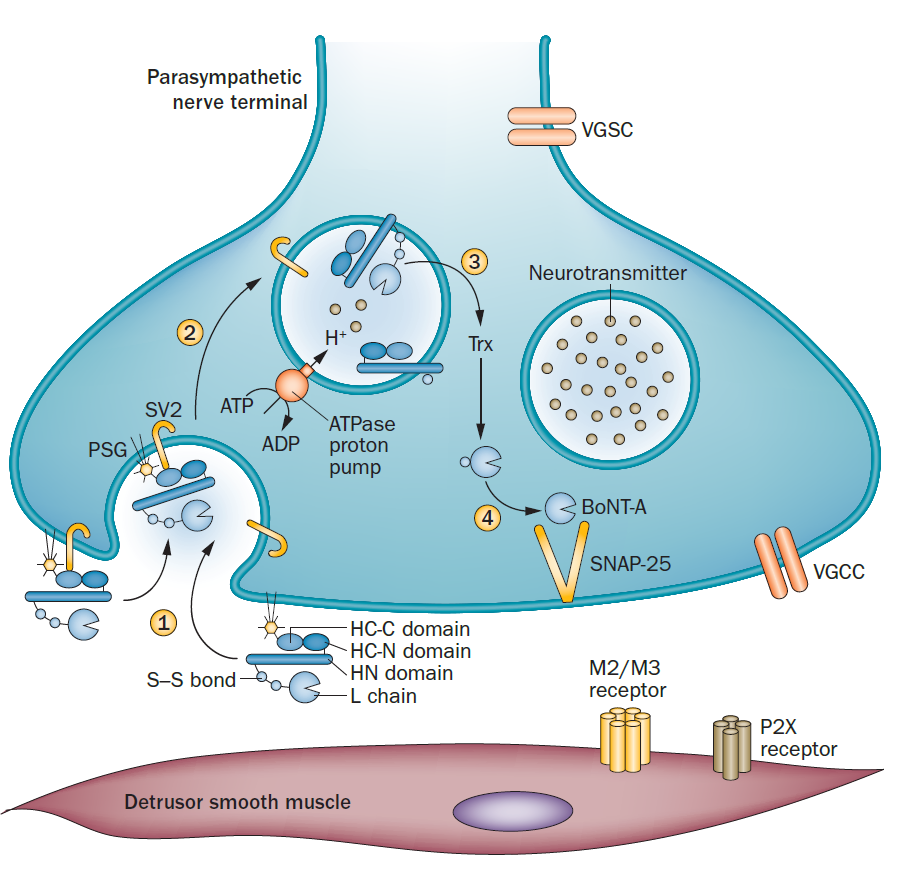 Parasympathetic
nerve terminal
VGSC
3
Neurotransmitter
2
H+
Trx
SV2
ATP
PSG
ADP
ATPase
proton
pump
4
BoNT-A
SNAP-25
VGCC
1
HC-C domain
HC-N domain
HN domain
S–S bond
L chain
M2/M3
receptor
P2X
receptor
Detrusor smooth muscle